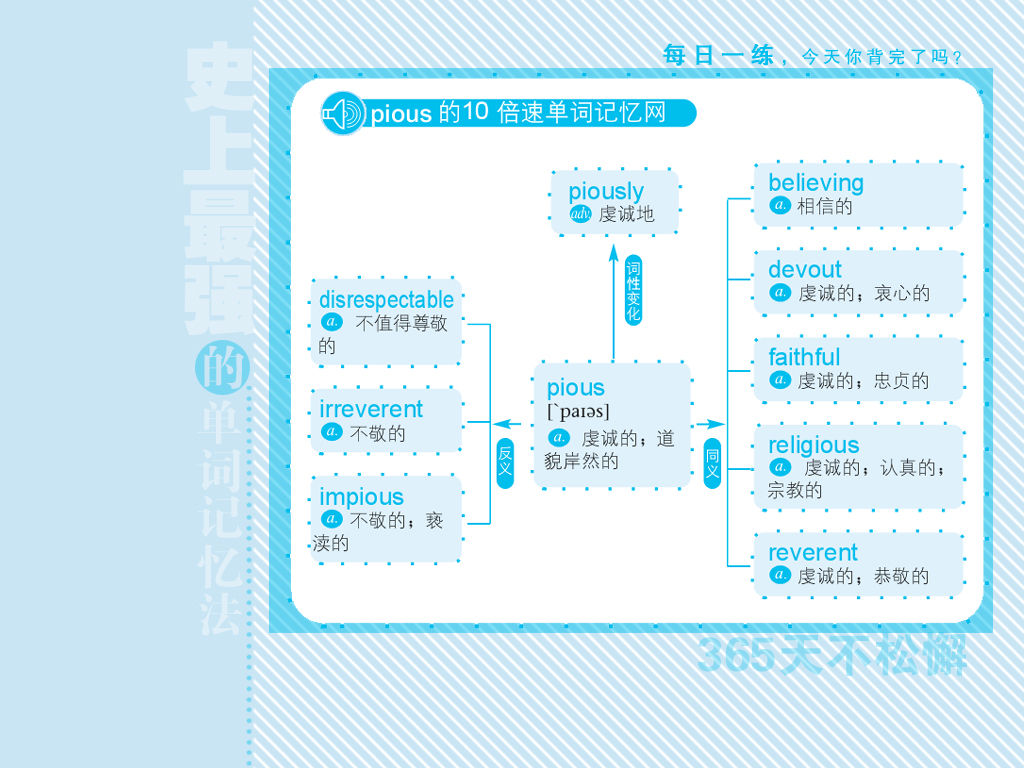 每日一练，今天你背完了吗？
史上最强的单词记忆法
pious 的10 倍速单词记忆网
piously
adv. 虔诚地
词性变化
disrespectable
a. 不值得尊敬
的
irreverent
a. 不敬的
impious
a. 不敬的；亵
渎的
反义
pious
[`paɪəs]
a. 虔诚的；道
貌岸然的
同义
believing
a. 相信的
devout
a. 虔诚的；衷心的
faithful
a. 虔诚的；忠贞的
religious
a. 虔诚的；认真的；
宗教的
reverent
a. 虔诚的；恭敬的
365天不松懈